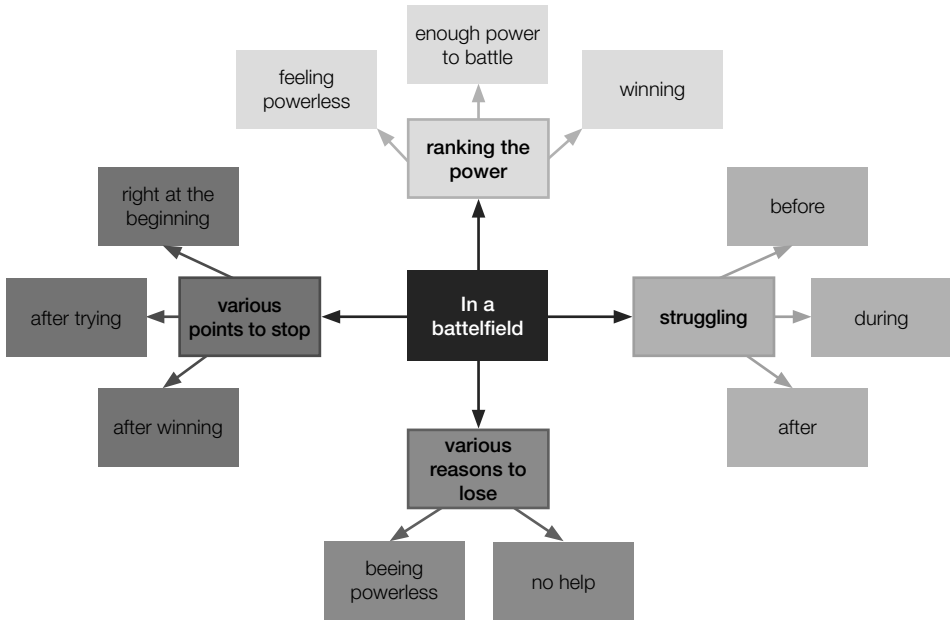 enough power
to battle
feeling
powerless
winning
ranking the
power
right at the
beginning
before
after trying
various
points to stop
In a
battelfield
struggling
during
after winning
after
various
reasons to
lose
beeing
powerless
no help